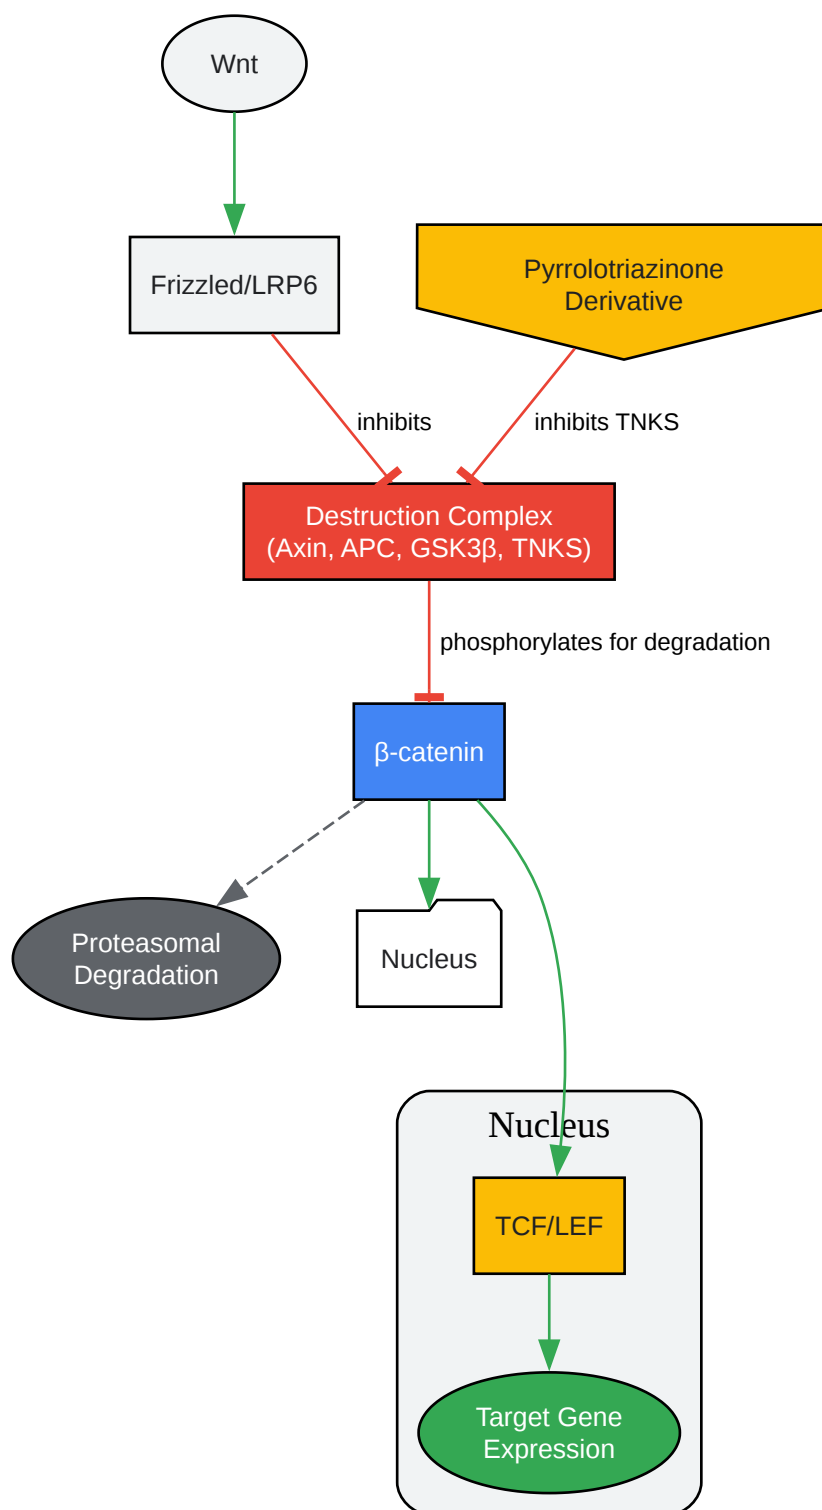 Wnt
Frizzled/LRP6
Pyrrolotriazinone
Derivative
inhibits
inhibits TNKS
Destruction Complex
(Axin, APC, GSK3β, TNKS)
phosphorylates for degradation
β-catenin
Proteasomal
Degradation
Nucleus
Nucleus
TCF/LEF
Target Gene
Expression